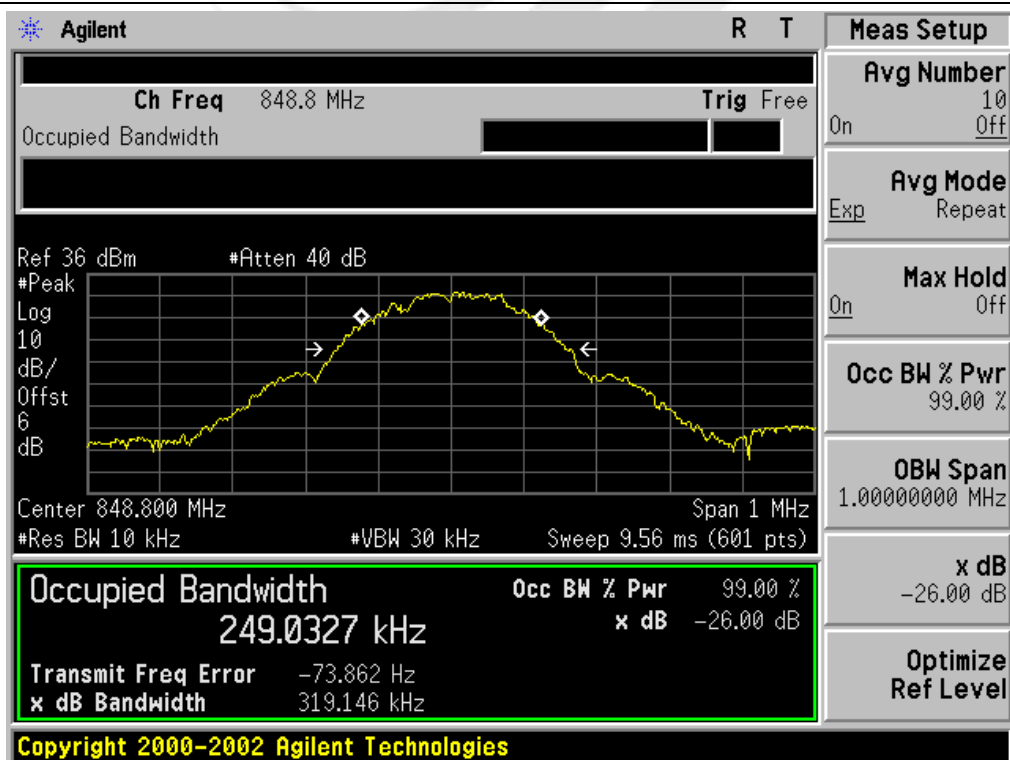 Agilent R T
Ch Freq 848.8 MHz Trig Free
Occupied Bandwidth
Ref 36 dBm #Atten 40 dB
#Peak
Log
10
dB/
Offst
6
dB
Center 848.800 MHz Span 1 MHz
#Res BW 10 kHz #VBW 30 kHz Sweep 9.56 ms (601 pts)
Occupied Bandwidth Occ BW % Pwr 99.00 %
249.0327 kHz x dB -26.00 dB
Transmit Freq Error -73.862 Hz
x dB Bandwidth 319.146 kHz
Copyright 2000-2002 Agilent Technologies
Meas Setup
Avg Number
10
On Off
Avg Mode
Exp Repeat
Max Hold
On Off
Occ BW % Pwr
99.00 %
OBW Span
1.00000000 MHz
x dB
-26.00 dB
Optimize
Ref Level